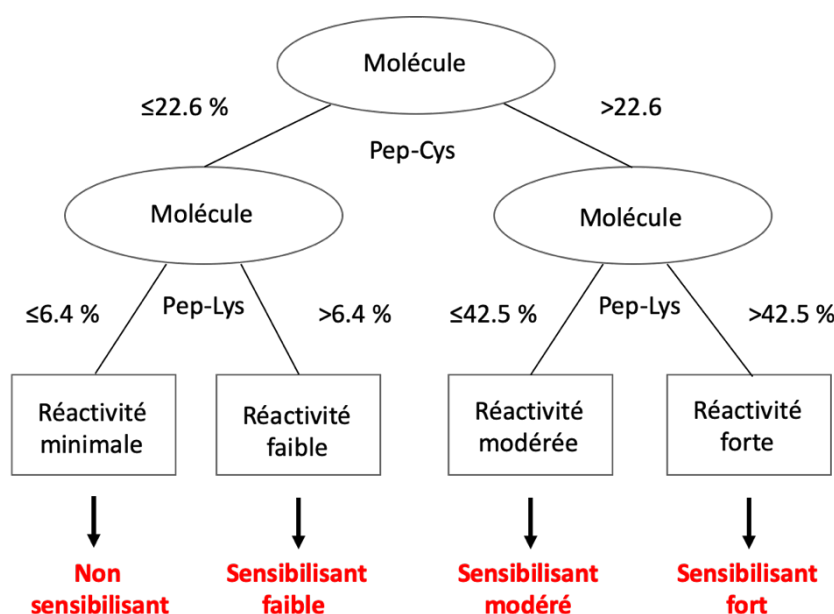 Molécule
≤22.6 %
>22.6
Pep-Cys
Molécule
Molécule
≤6.4 %
Pep-Lys
>6.4 %
≤42.5 %
Pep-Lys
>42.5 %
Réactivité
minimale
Réactivité
faible
Réactivité
modérée
Réactivité
forte
Non
sensibilisant
Sensibilisant
faible
Sensibilisant
modéré
Sensibilisant
fort